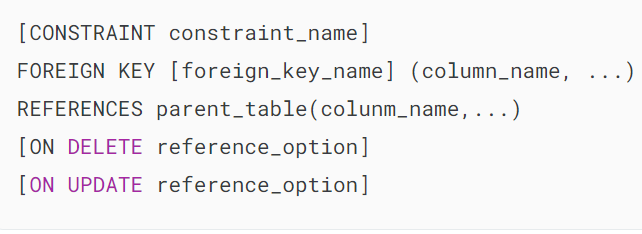 [CONSTRAINT constraint_name]
FOREIGN KEY [foreign_key_name] (column_name, ...)
REFERENCES parent_table(colunm_name,...)
[ON DELETE reference_option]
[ON UPDATE reference_option]